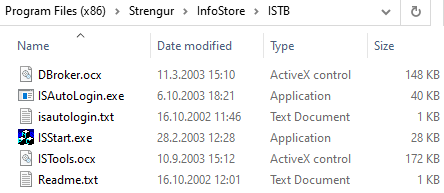 Program Files (x86) > Strengur > InfoStore > ISTB
Name Date modified Type Size
DBroker.ocx 11.3.2003 15:10 ActiveX control 148 KB
ISAutoLogin.exe 6.10.2003 18:21 Application 40 KB
isautologin.txt 16.10.2002 11:46 Text Document 1 KB
ISStart.exe 28.2.2003 12:28 Application 28 KB
ISTools.ocx 10.9.2003 15:12 ActiveX control 172 KB
Readme.txt 16.10.2002 12:01 Text Document 1 KB